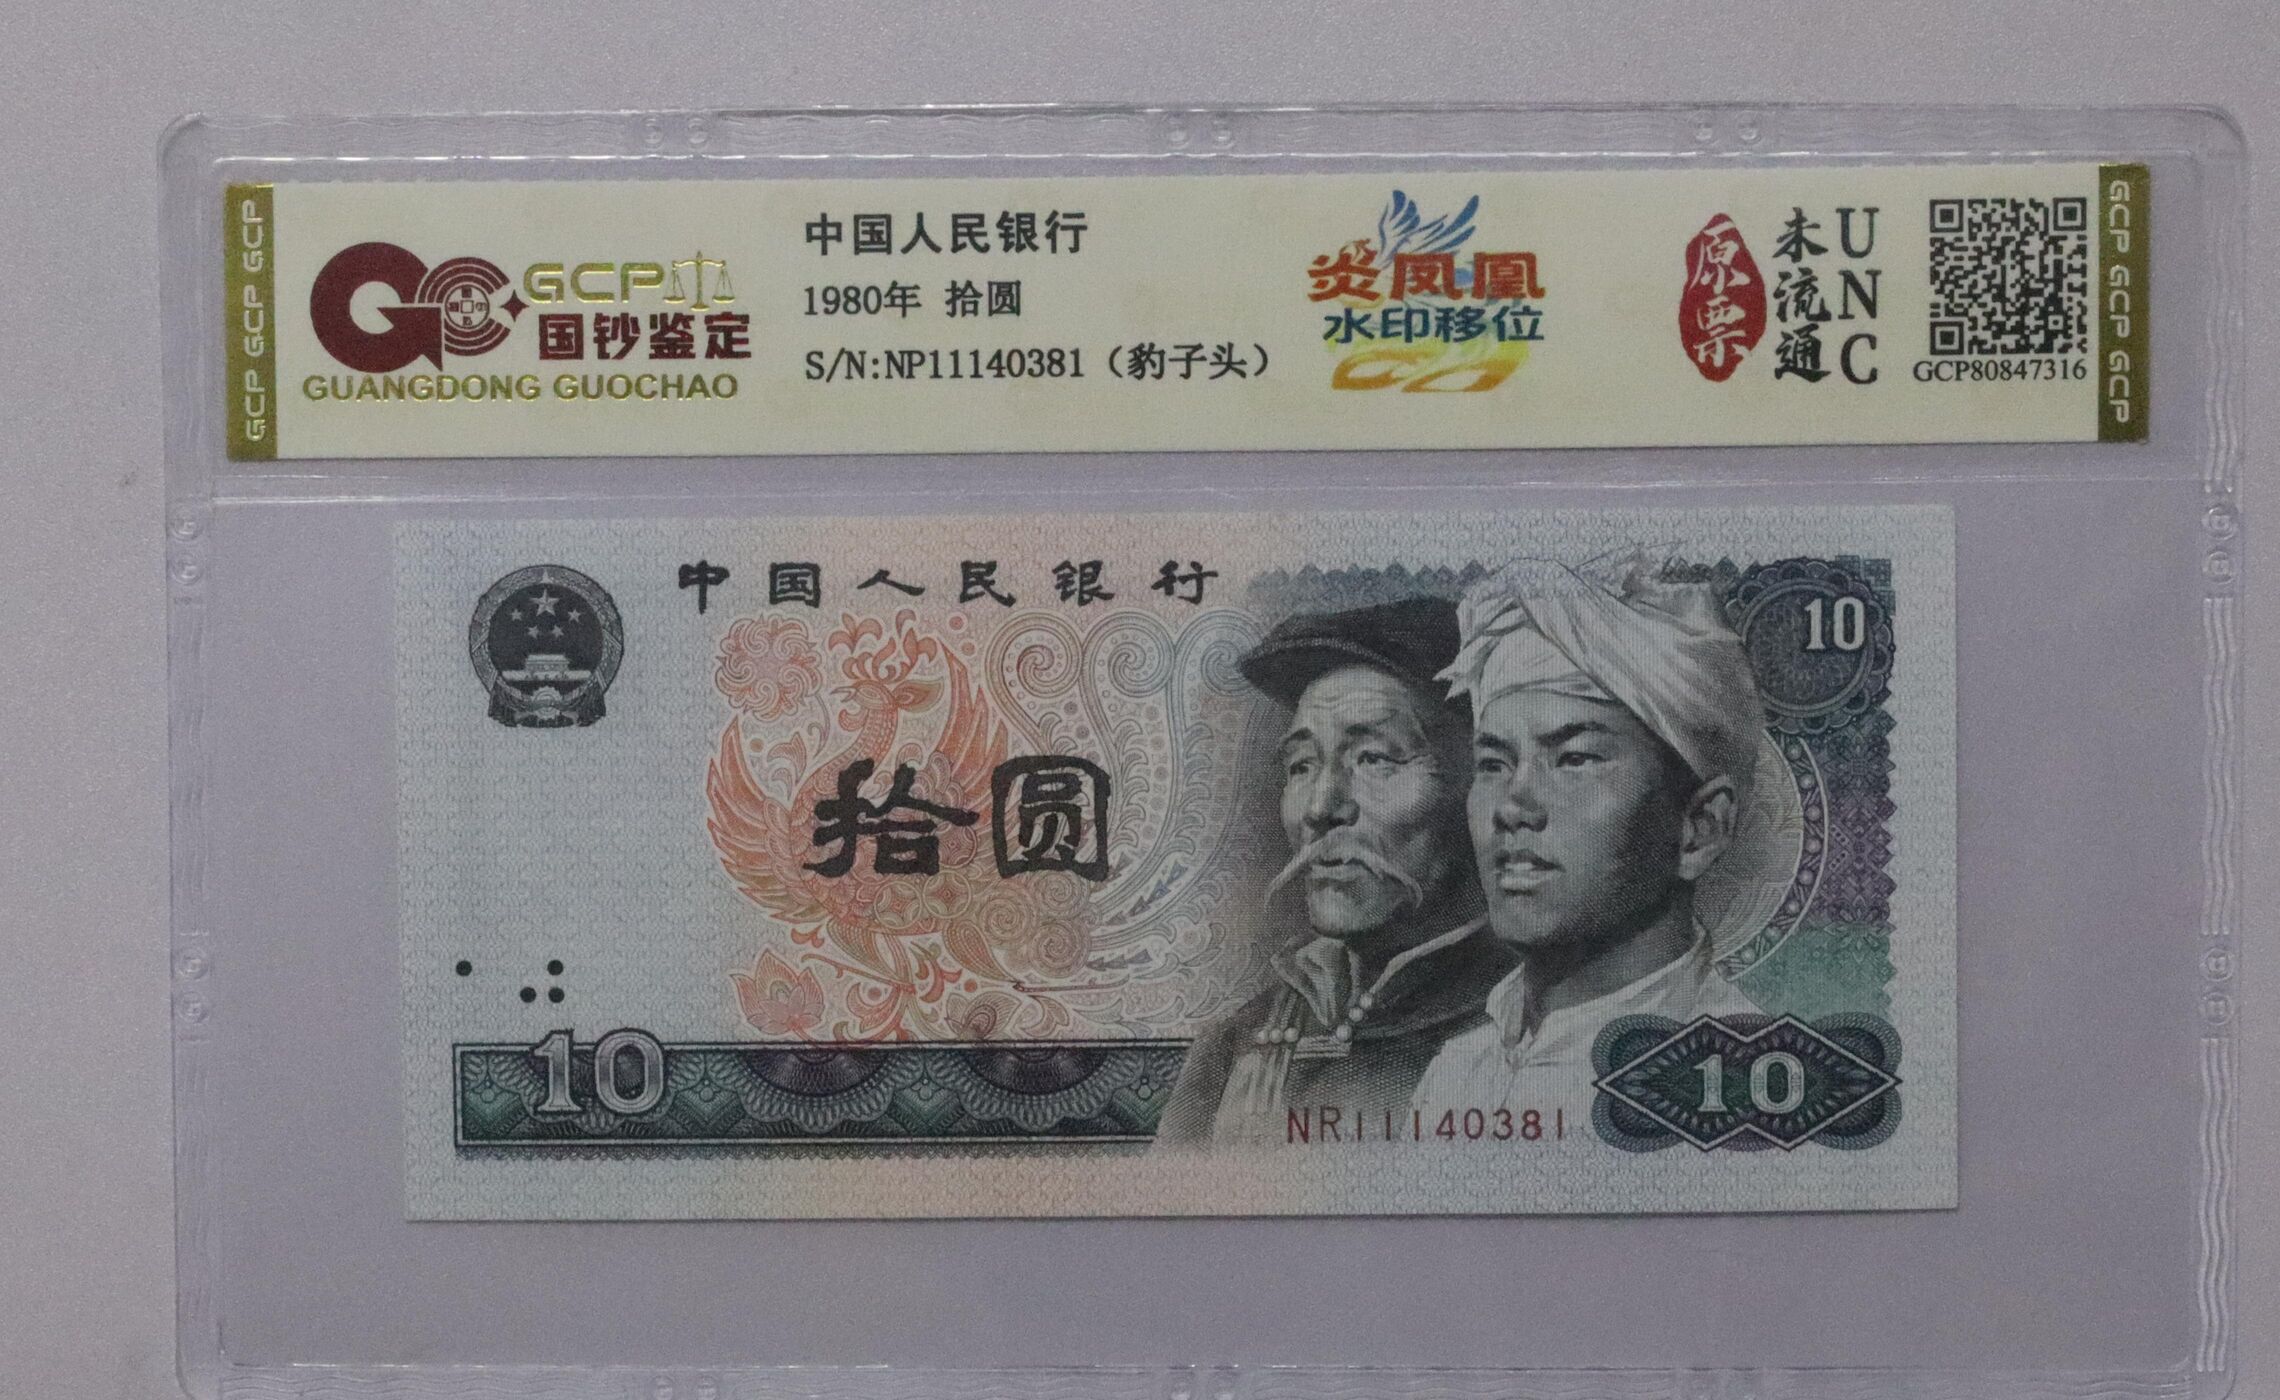 GCP GCP GCP
GCP
国钞鉴定
GUANGDONG GUOCHAO
中国人民银行
1980年 拾圆
S/N:NP11140381（豹子头）
炎凤凰
水印移位
原票
未流通
UNC
GCP80847316
GCP GCP GCP
中国人民银行
10
拾圆
10
NR11140381
10